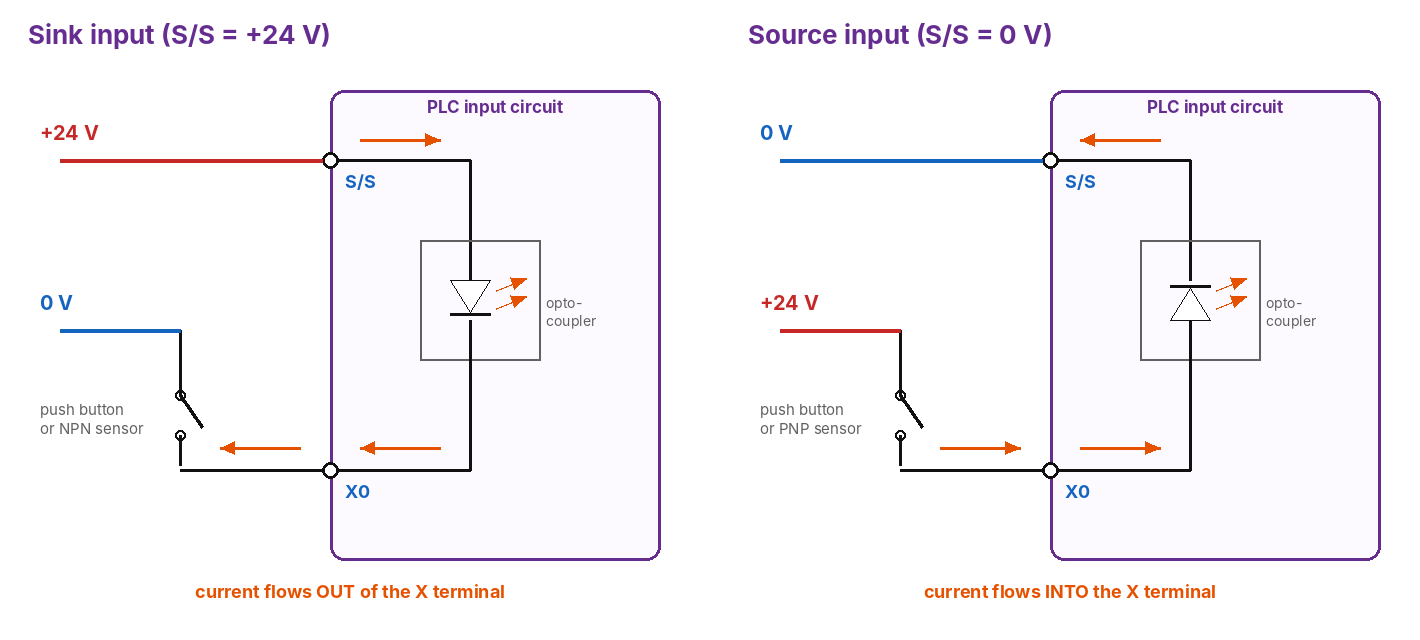 Sink input (S/S = +24 V)
PLC input circuit
+24 V
S/S
0 V
opto-
coupler
push button
or NPN sensor
X0
current flows OUT of the X terminal
Source input (S/S = 0 V)
PLC input circuit
0 V
S/S
+24 V
opto-
coupler
push button
or PNP sensor
X0
current flows INTO the X terminal